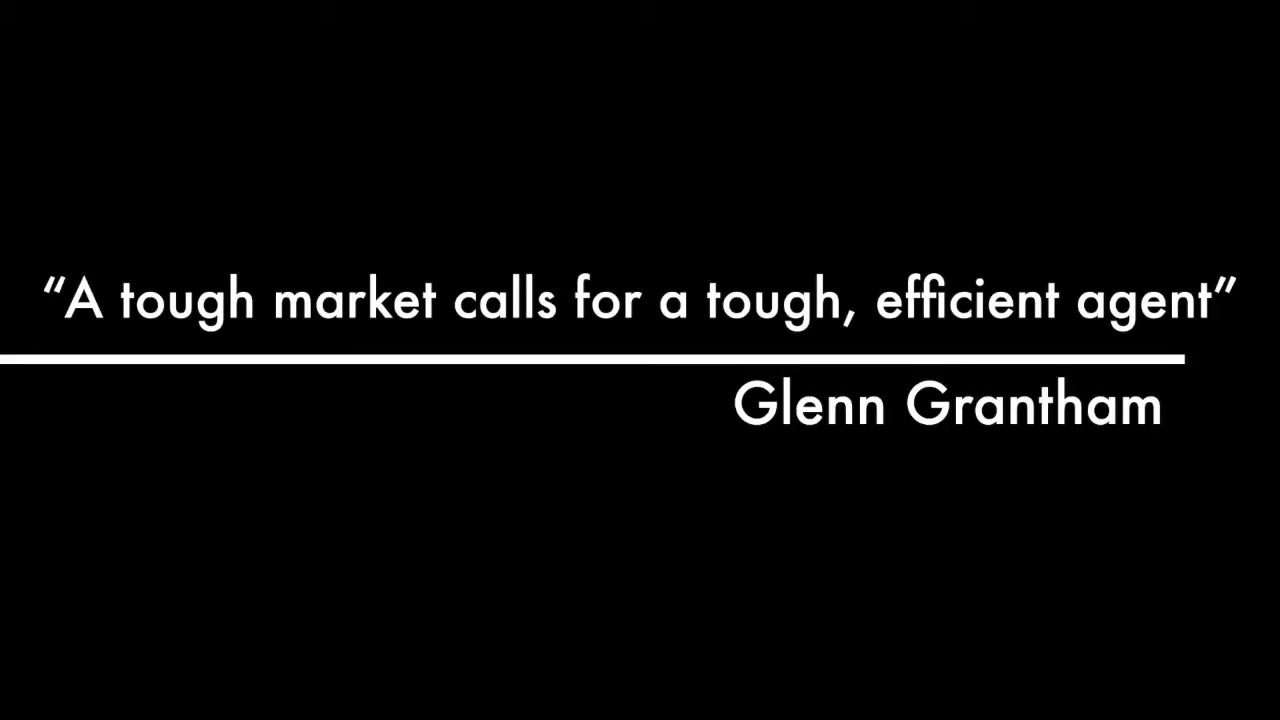 “A tough market calls for a tough, efficient agent”
Glenn Grantham